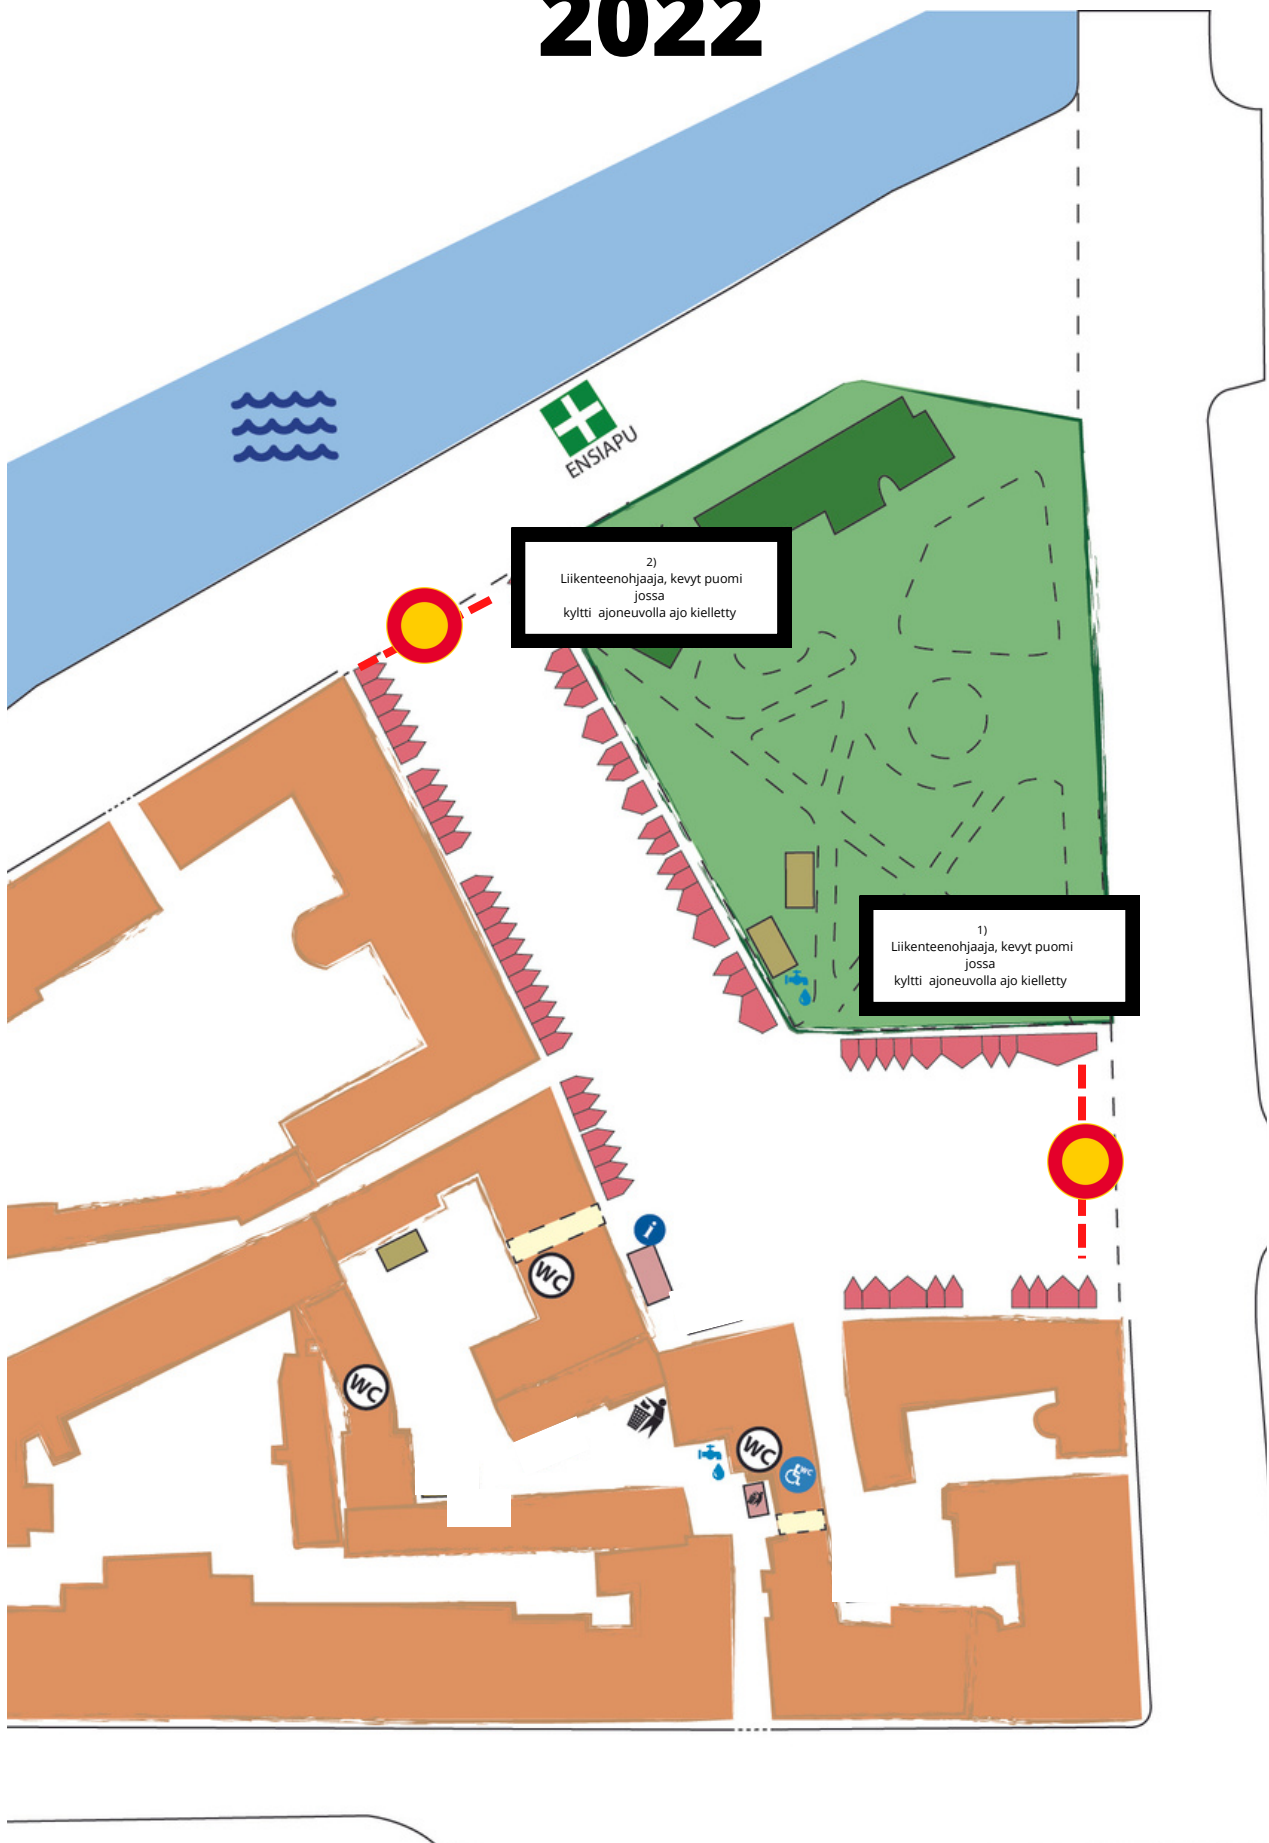 2022
ENSIAPU
2)
Liikenteenohjaaja, kevyt puomi
jossa
kyltti ajoneuvolla ajo kielletty
1)
Liikenteenohjaaja, kevyt puomi
jossa
kyltti ajoneuvolla ajo kielletty
i
WC
WC
WC
WC